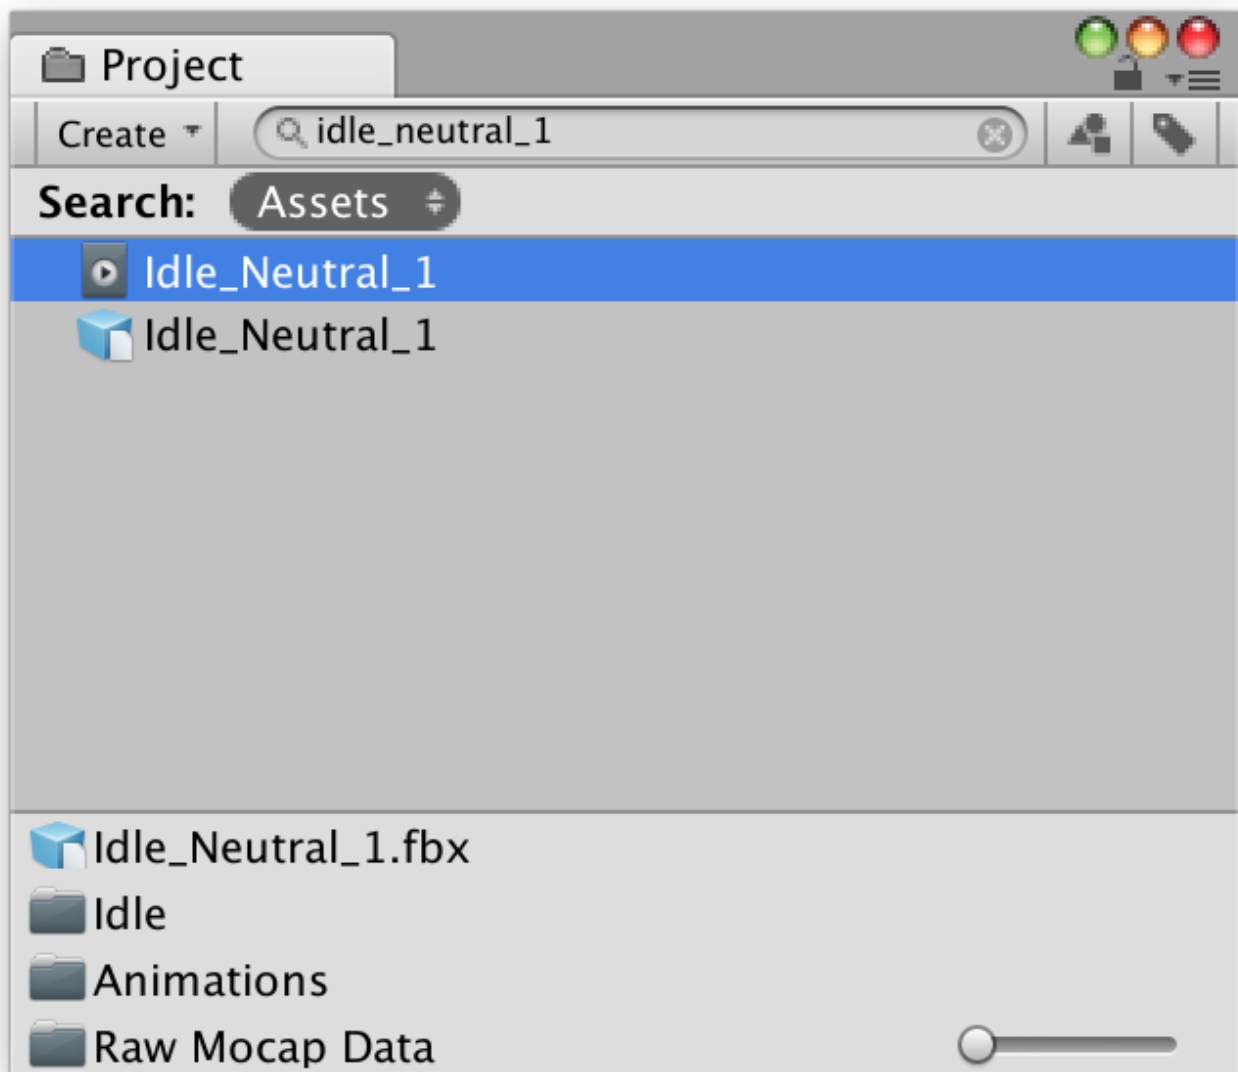 Project
Create idle_neutral_1
Search: Assets
Idle_Neutral_1
Idle_Neutral_1
Idle_Neutral_1.fbx
Idle
Animations
Raw Mocap Data